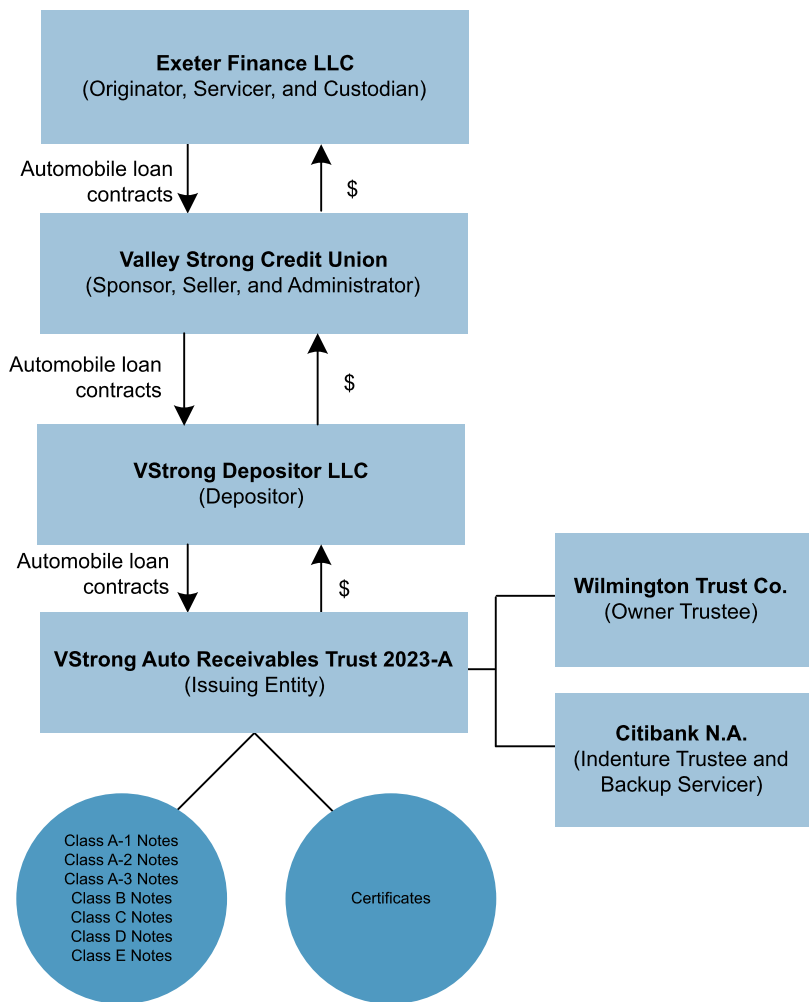 Exeter Finance LLC
(Originator, Servicer, and Custodian)
Automobile loan
contracts
$
Valley Strong Credit Union
(Sponsor, Seller, and Administrator)
Automobile loan
contracts
$
VStrong Depositor LLC
(Depositor)
Automobile loan
contracts
$
VStrong Auto Receivables Trust 2023-A
(Issuing Entity)
Wilmington Trust Co.
(Owner Trustee)
Citibank N.A.
(Indenture Trustee and
Backup Servicer)
Class A-1 Notes
Class A-2 Notes
Class A-3 Notes
Class B Notes
Class C Notes
Class D Notes
Class E Notes
Certificates